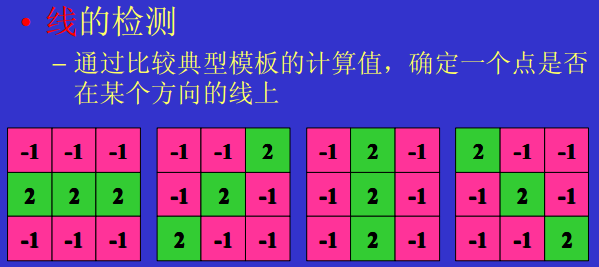 • 线的检测
– 通过比较典型模板的计算值，确定一个点是否
在某个方向的线上
-1 -1 -1 -1 -1 2 -1 2 -1 2 -1 -1
2 2 2 -1 2 -1 -1 2 -1 -1 2 -1
-1 -1 -1 2 -1 -1 -1 2 -1 -1 -1 2